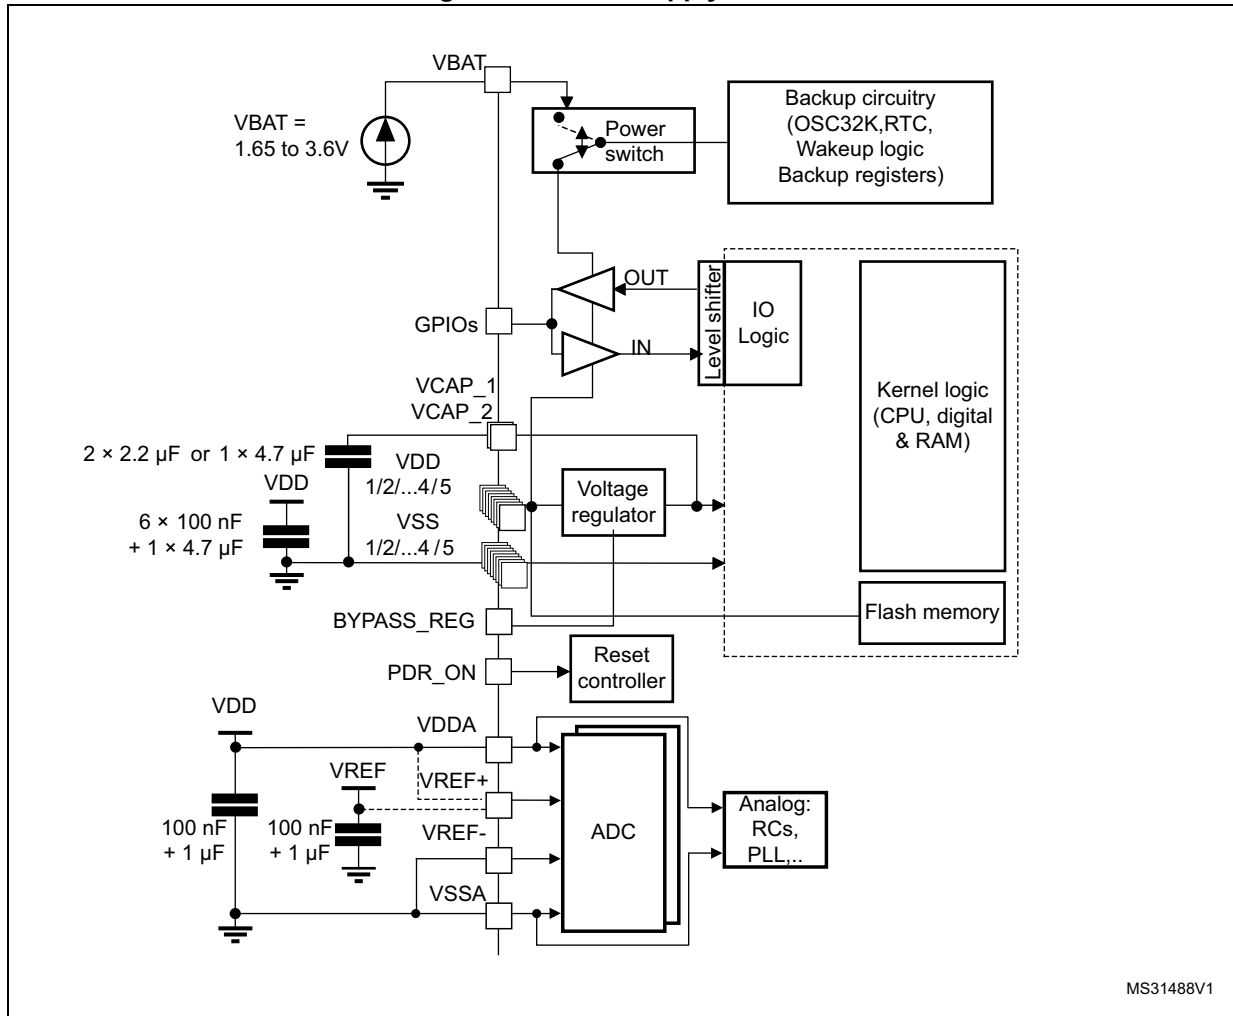 VBAT
VBAT =
1.65 to 3.6V
Power
switch
Backup circuitry
(OSC32K,RTC,
Wakeup logic
Backup registers)
OUT
GPIOs
IN
Level shifter
IO
Logic
Kernel logic
(CPU, digital
& RAM)
VCAP_1
VCAP_2
2 × 2.2 µF or 1 × 4.7 µF
VDD
1/2/...4/5
VDD
Voltage
regulator
6 × 100 nF
+ 1 × 4.7 µF
VSS
1/2/...4/5
BYPASS_REG
Flash memory
PDR_ON
Reset
controller
VDD
VDDA
VREF
VREF+
100 nF
+ 1 µF
100 nF
+ 1 µF
VREF-
ADC
Analog:
RCs,
PLL,..
VSSA
MS31488V1